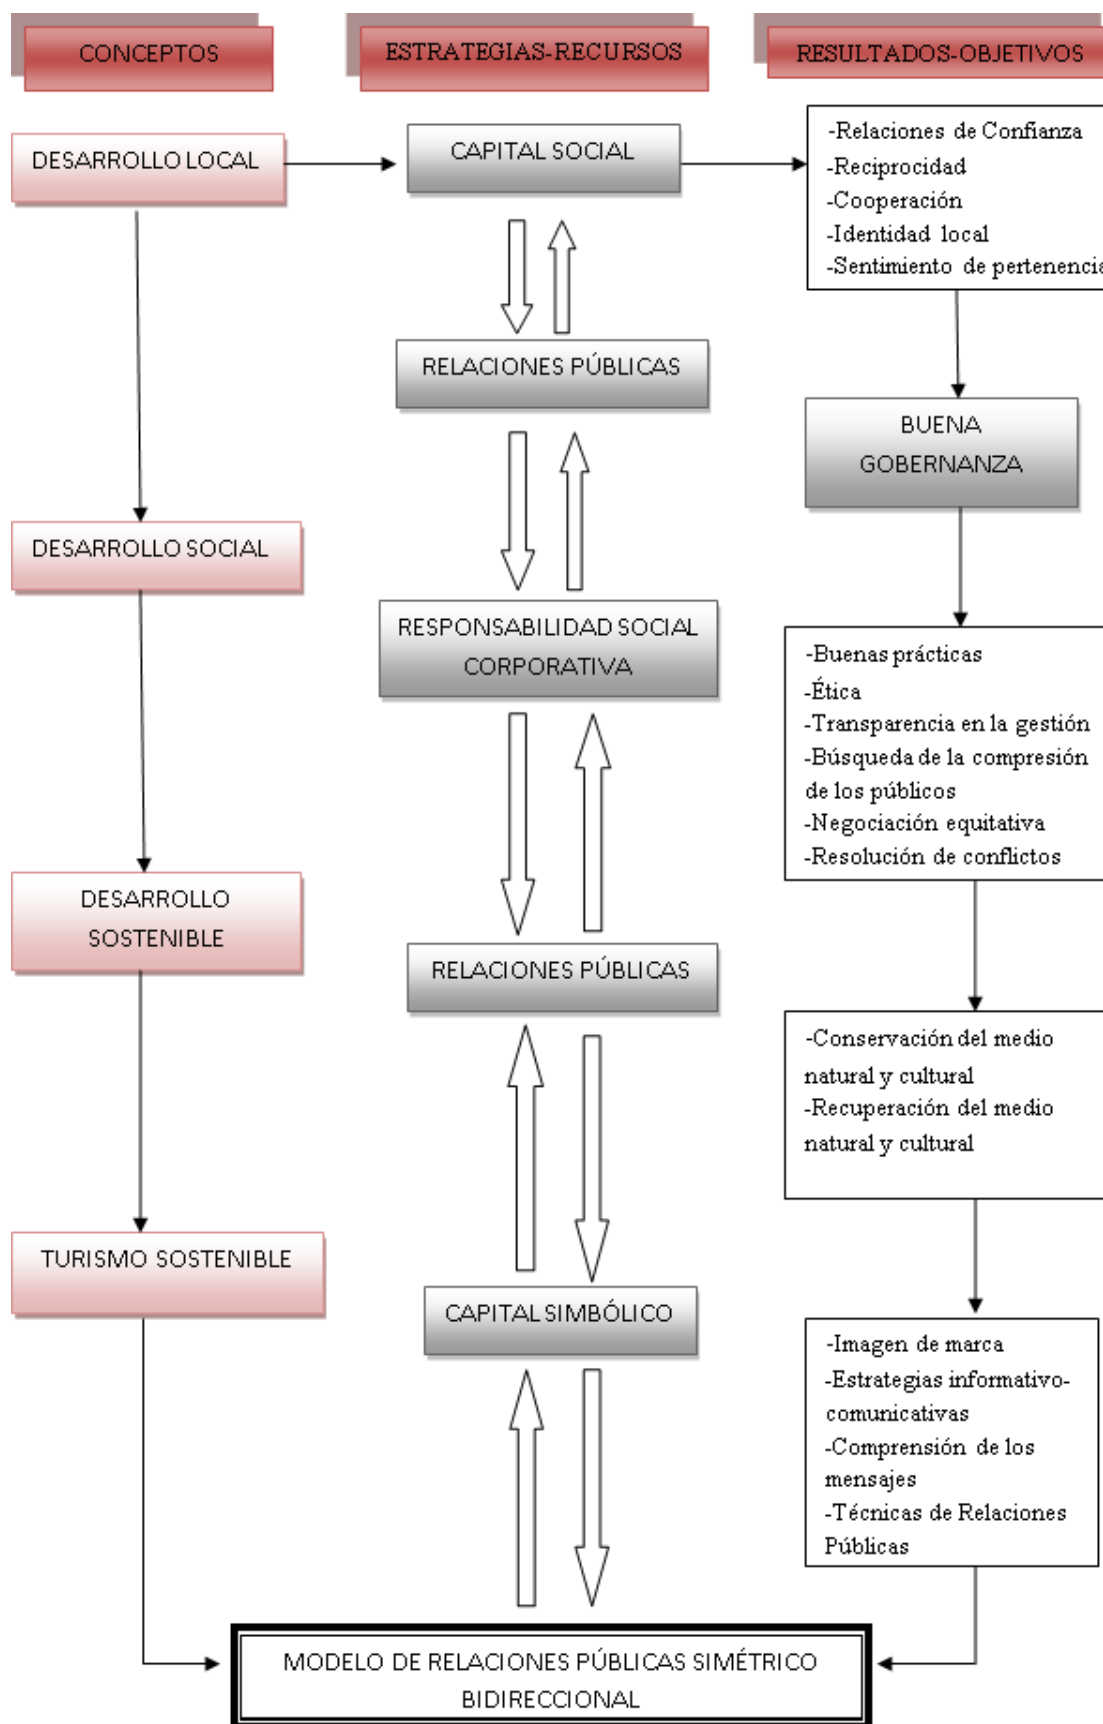 CONCEPTOS
ESTRATEGIAS-RECURSOS
RESULTADOS-OBJETIVOS
DESARROLLO LOCAL
CAPITAL SOCIAL
-Relaciones de Confianza
-Reciprocidad
-Cooperación
-Identidad local
-Sentimiento de pertenencia
RELACIONES PÚBLICAS
BUENA
GOBERNANZA
DESARROLLO SOCIAL
RESPONSABILIDAD SOCIAL
CORPORATIVA
-Buenas prácticas
-Ética
-Transparencia en la gestión
-Búsqueda de la compresión
de los públicos
-Negociación equitativa
-Resolución de conflictos
DESARROLLO
SOSTENIBLE
RELACIONES PÚBLICAS
-Conservación del medio
natural y cultural
-Recuperación del medio
natural y cultural
TURISMO SOSTENIBLE
CAPITAL SIMBÓLICO
-Imagen de marca
-Estrategias informativo-
comunicativas
-Comprensión de los
mensajes
-Técnicas de Relaciones
Públicas
MODELO DE RELACIONES PÚBLICAS SIMÉTRICO
BIDIRECCIONAL